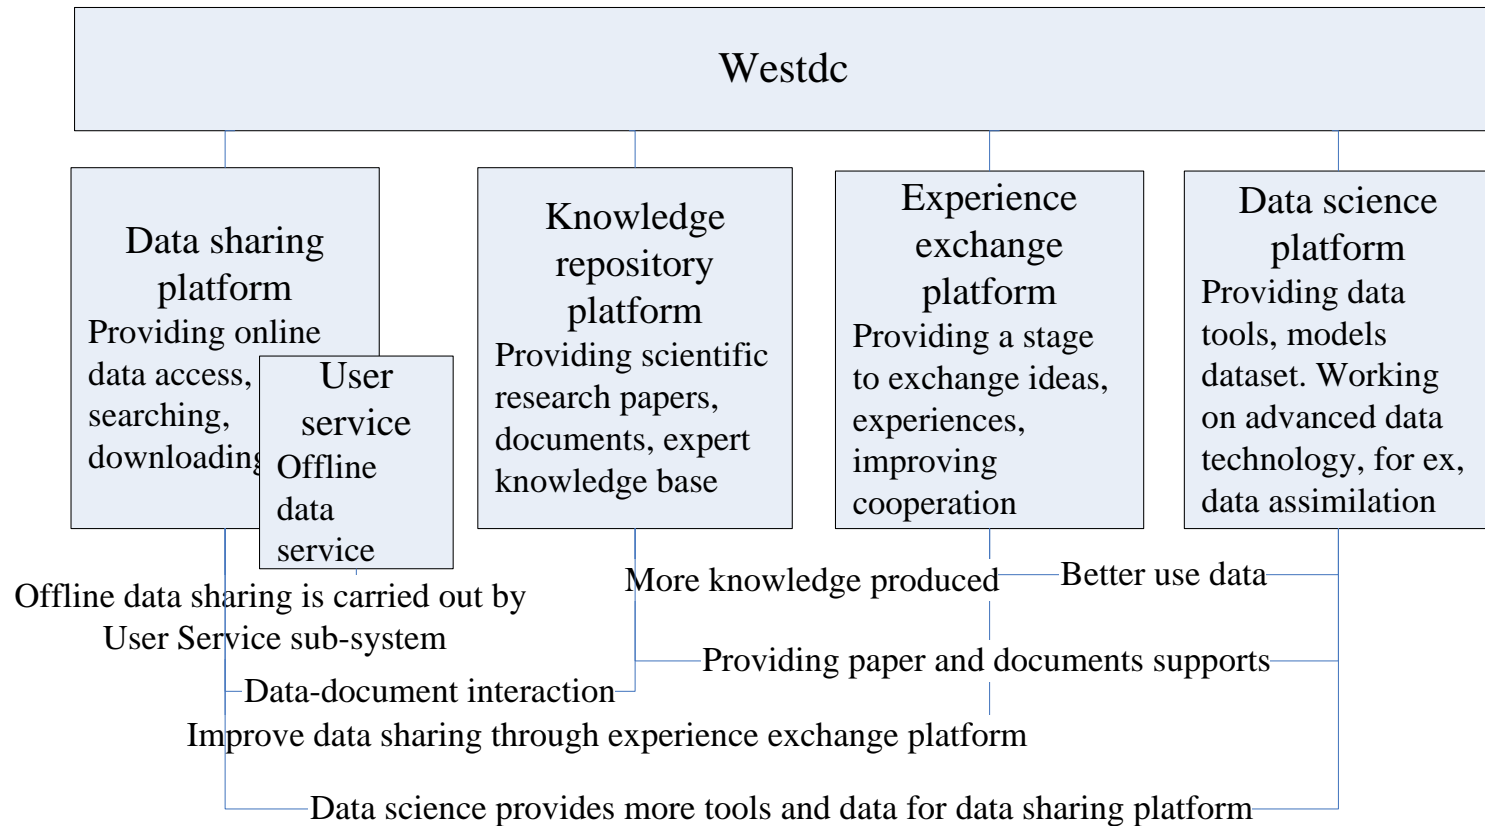 Westdc
Data sharing
platform
Providing online
data access,
searching,
downloading
User
service
Offline
data
service
Knowledge
repository
platform
Providing scientific
research papers,
documents, expert
knowledge base
Experience
exchange
platform
Providing a stage
to exchange ideas,
experiences,
improving
cooperation
Data science
platform
Providing data
tools, models
dataset. Working
on advanced data
technology, for ex,
data assimilation
Offline data sharing is carried out by
User Service sub-system
More knowledge produced
Better use data
Providing paper and documents supports
Data-document interaction
Improve data sharing through experience exchange platform
Data science provides more tools and data for data sharing platform